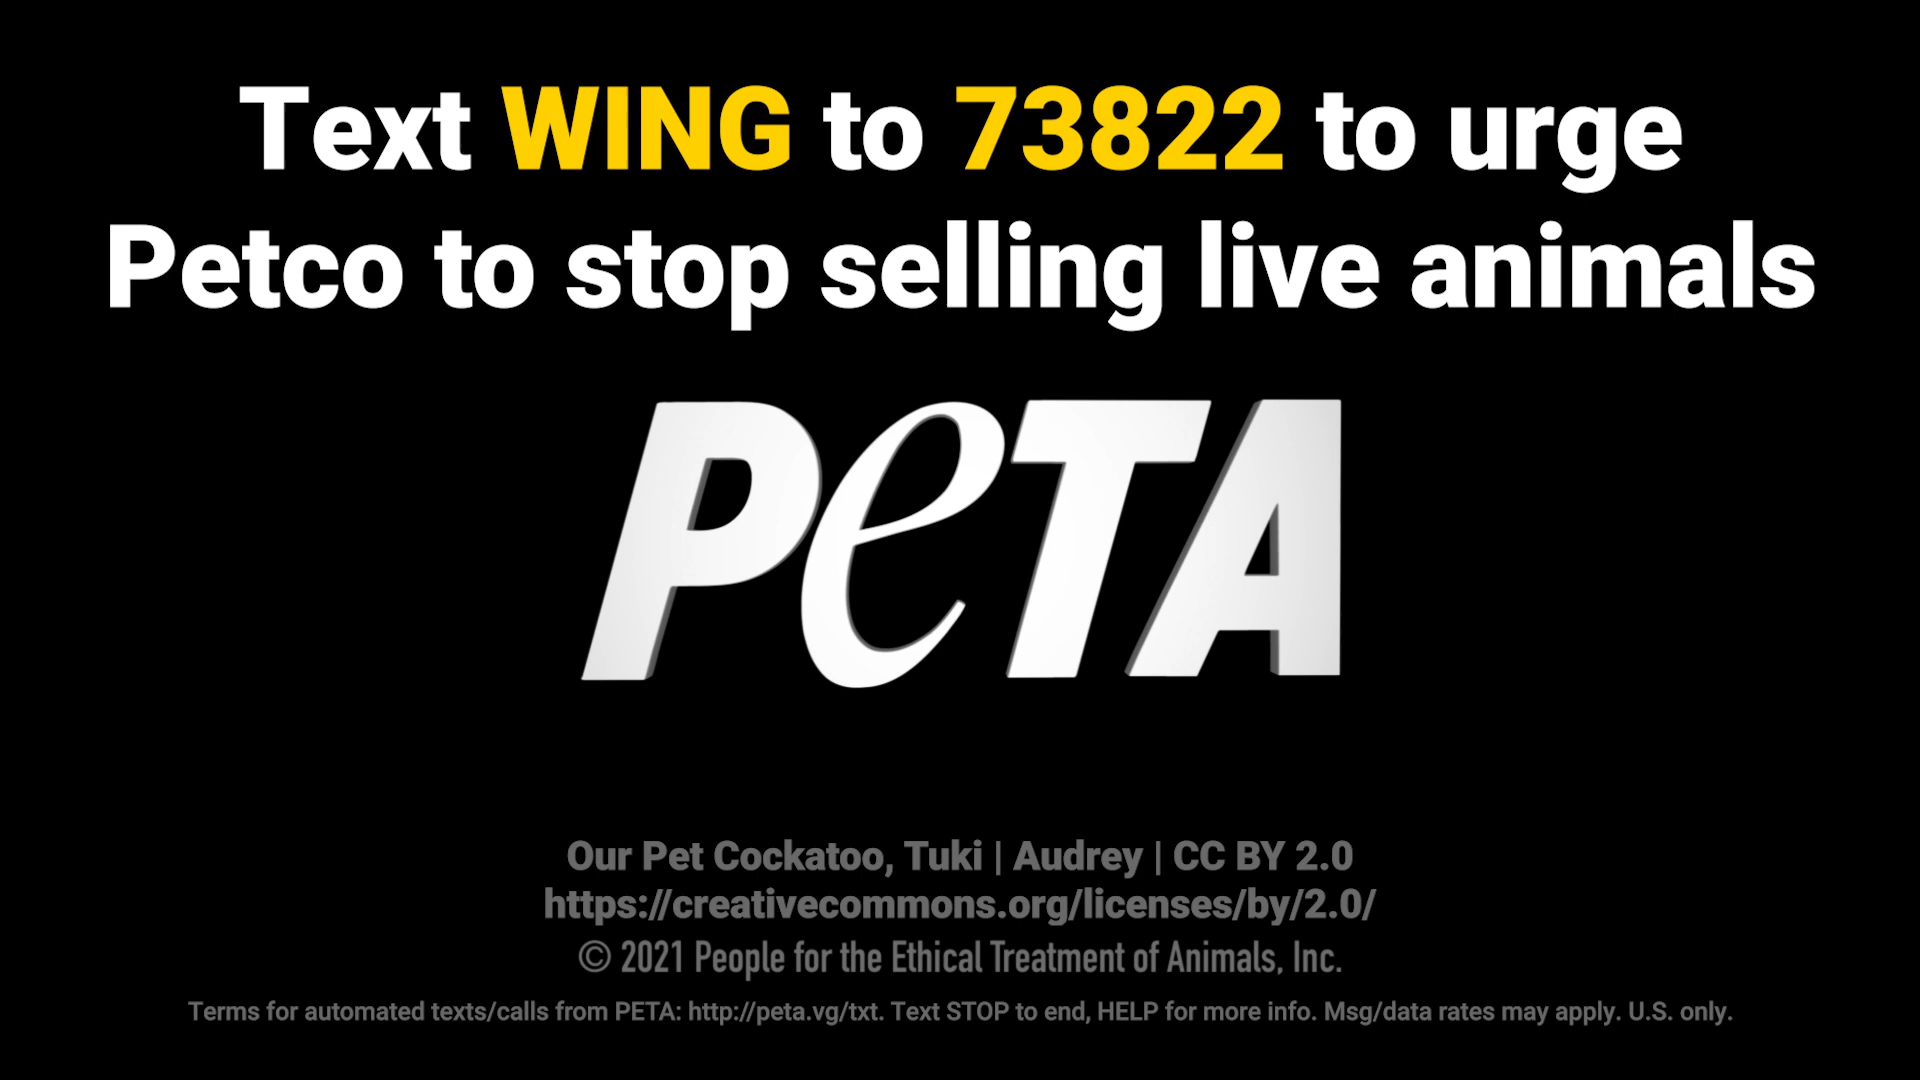 Text WING to 73822 to urge
Petco to stop selling live animals
PeTA
Our Pet Cockatoo, Tuki | Audrey | CC BY 2.0
https://creativecommons.org/licenses/by/2.0/
© 2021 People for the Ethical Treatment of Animals, Inc.
Terms for automated texts/calls from PETA: http://peta.vg/txt. Text STOP to end, HELP for more info. Msg/data rates may apply. U.S. only.